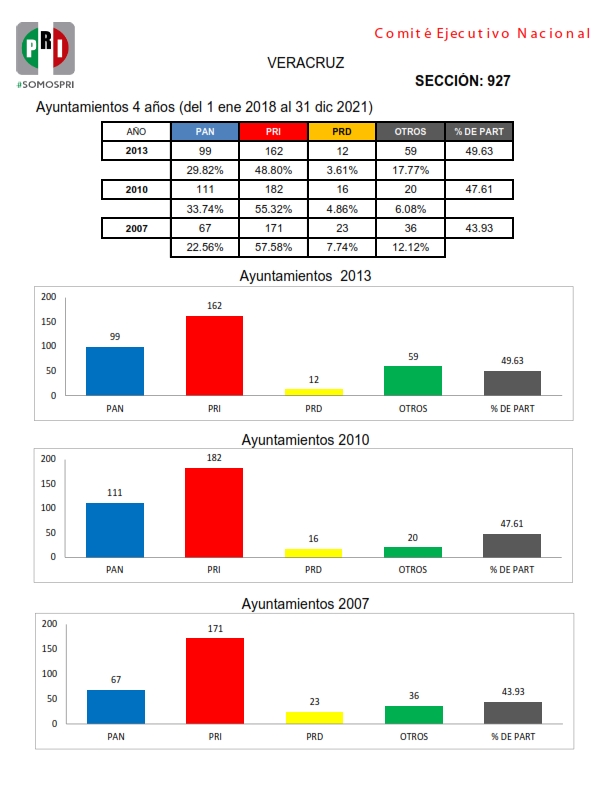 Comité Ejecutivo Nacional
PRI
#SOMOSPRI
VERACRUZ
SECCIÓN: 927
Ayuntamientos 4 años (del 1 ene 2018 al 31 dic 2021)
AÑO PAN PRI PRD OTROS % DE PART
2013 99 162 12 59 49.63
29.82% 48.80% 3.61% 17.77%
2010 111 182 16 20 47.61
33.74% 55.32% 4.86% 6.08%
2007 67 171 23 36 43.93
22.56% 57.58% 7.74% 12.12%
Ayuntamientos 2013
200
150
100
50
0
99 162 12 59 49.63
PAN PRI PRD OTROS % DE PART
Ayuntamientos 2010
200
150
100
50
0
111 182 16 20 47.61
PAN PRI PRD OTROS % DE PART
Ayuntamientos 2007
200
150
100
50
0
67 171 23 36 43.93
PAN PRI PRD OTROS % DE PART